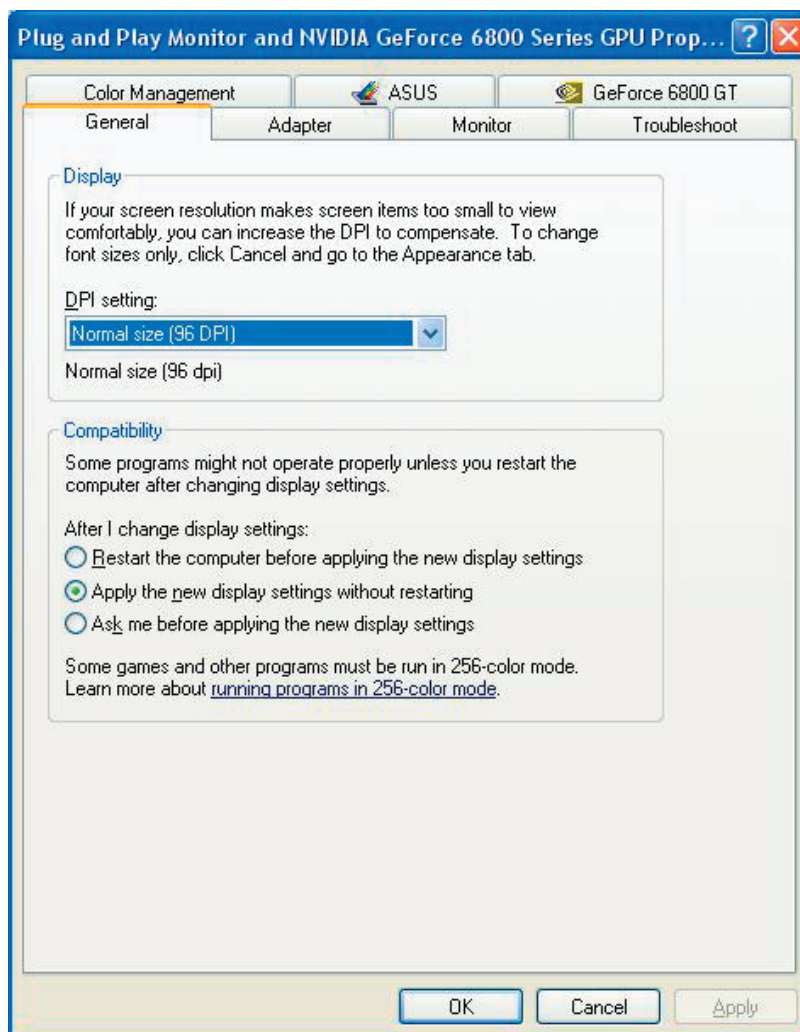 Plug and Play Monitor and NVIDIA GeForce 6800 Series GPU Prop...
Color Management
ASUS
GeForce 6800 GT
General
Adapter
Monitor
Troubleshoot
Display
If your screen resolution makes screen items too small to view
comfortably, you can increase the DPI to compensate. To change
font sizes only, click Cancel and go to the Appearance tab.
DPI setting:
Normal size (96 DPI)
Normal size (96 dpi)
Compatibility
Some programs might not operate properly unless you restart the
computer after changing display settings.
After I change display settings:
Restart the computer before applying the new display settings
Apply the new display settings without restarting
Ask me before applying the new display settings
Some games and other programs must be run in 256-color mode.
Learn more about running programs in 256-color mode.
OK
Cancel
Apply